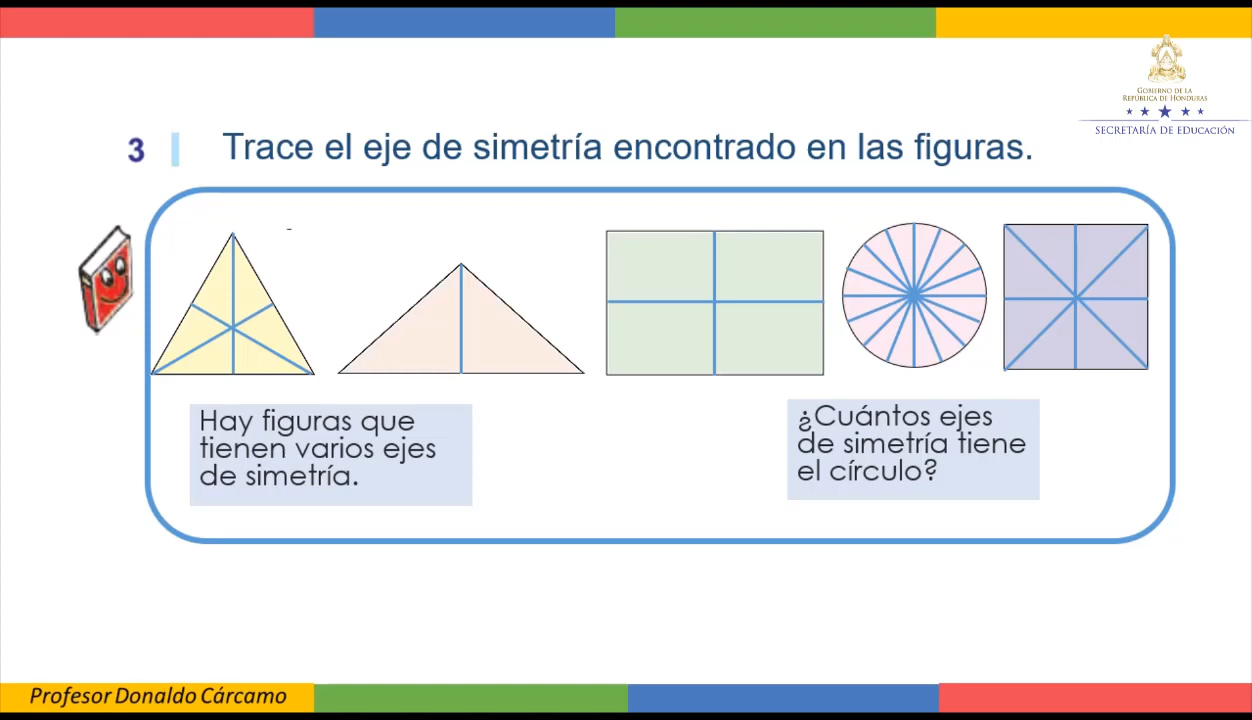 GOBIERNO DE LA
REPÚBLICA DE HONDURAS
SECRETARÍA DE EDUCACIÓN
3 Trace el eje de simetría encontrado en las figuras.
Hay figuras que
tienen varios ejes
de simetría.
¿Cuántos ejes
de simetría tiene
el círculo?
Profesor Donaldo Cárcamo